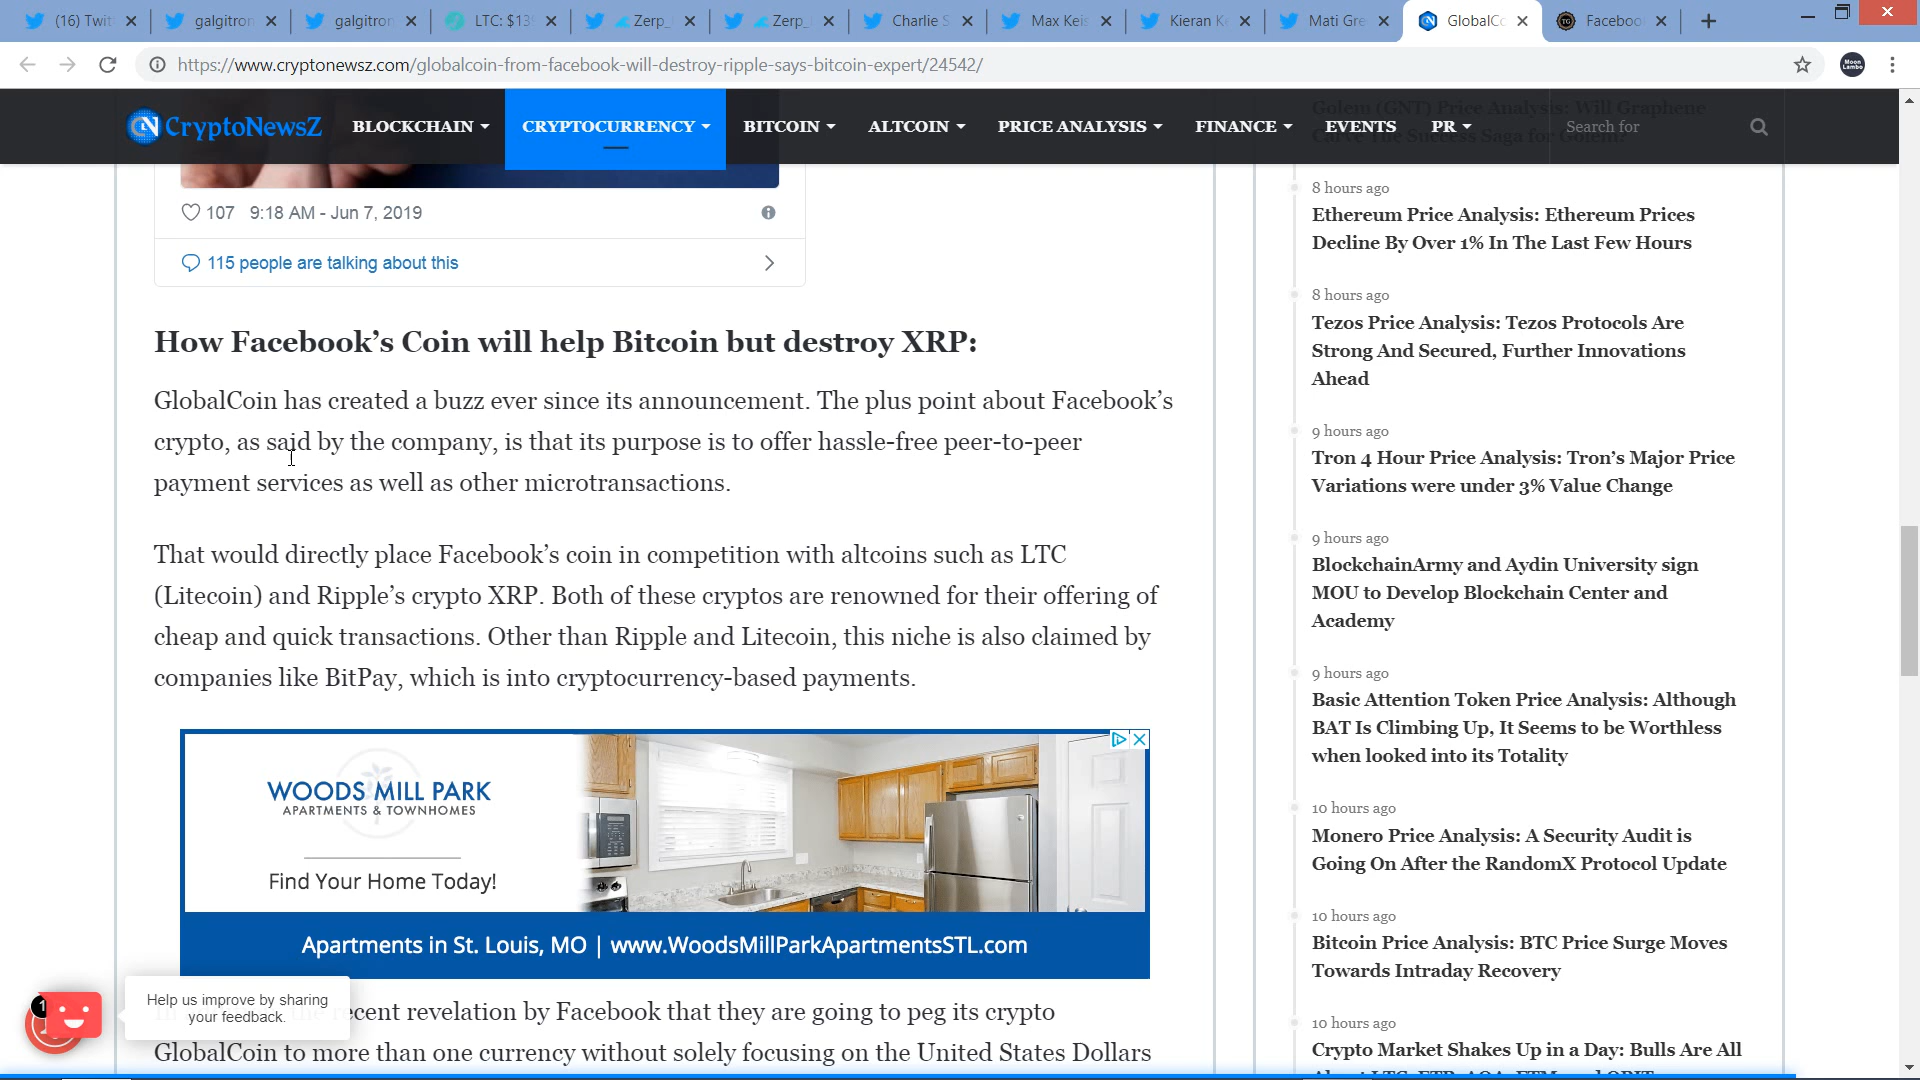 (16) Twit
galgitron
galgitron
LTC: $13
Zerp_
Zerp_
Charlie S
Max Keis
Kieran K
Mati Gre
GlobalCo
Faceboo
https://www.cryptonewsz.com/globalcoin-from-facebook-will-destroy-ripple-says-bitcoin-expert/24542/
Moon
Lambo
CryptoNewsZ
BLOCKCHAIN
CRYPTOCURRENCY
BITCOIN
ALTCOIN
PRICE ANALYSIS
FINANCE
EVENTS
PR
Search for
Golem (GNT) Price Analysis: Will Graphene
Success Saga for Golem?
107 9:18 AM - Jun 7, 2019
115 people are talking about this
How Facebook’s Coin will help Bitcoin but destroy XRP:
GlobalCoin has created a buzz ever since its announcement. The plus point about Facebook’s
crypto, as said by the company, is that its purpose is to offer hassle-free peer-to-peer
payment services as well as other microtransactions.
That would directly place Facebook’s coin in competition with altcoins such as LTC
(Litecoin) and Ripple’s crypto XRP. Both of these cryptos are renowned for their offering of
cheap and quick transactions. Other than Ripple and Litecoin, this niche is also claimed by
companies like BitPay, which is into cryptocurrency-based payments.
WOODS MILL PARK
APARTMENTS & TOWNHOMES
Find Your Home Today!
Apartments in St. Louis, MO | www.WoodsMillParkApartmentsSTL.com
recent revelation by Facebook that they are going to peg its crypto
GlobalCoin to more than one currency without solely focusing on the United States Dollars
1
Help us improve by sharing
your feedback.
8 hours ago
Ethereum Price Analysis: Ethereum Prices
Decline By Over 1% In The Last Few Hours
8 hours ago
Tezos Price Analysis: Tezos Protocols Are
Strong And Secured, Further Innovations
Ahead
9 hours ago
Tron 4 Hour Price Analysis: Tron’s Major Price
Variations were under 3% Value Change
9 hours ago
BlockchainArmy and Aydin University sign
MOU to Develop Blockchain Center and
Academy
9 hours ago
Basic Attention Token Price Analysis: Although
BAT Is Climbing Up, It Seems to be Worthless
when looked into its Totality
10 hours ago
Monero Price Analysis: A Security Audit is
Going On After the RandomX Protocol Update
10 hours ago
Bitcoin Price Analysis: BTC Price Surge Moves
Towards Intraday Recovery
10 hours ago
Crypto Market Shakes Up in a Day: Bulls Are All